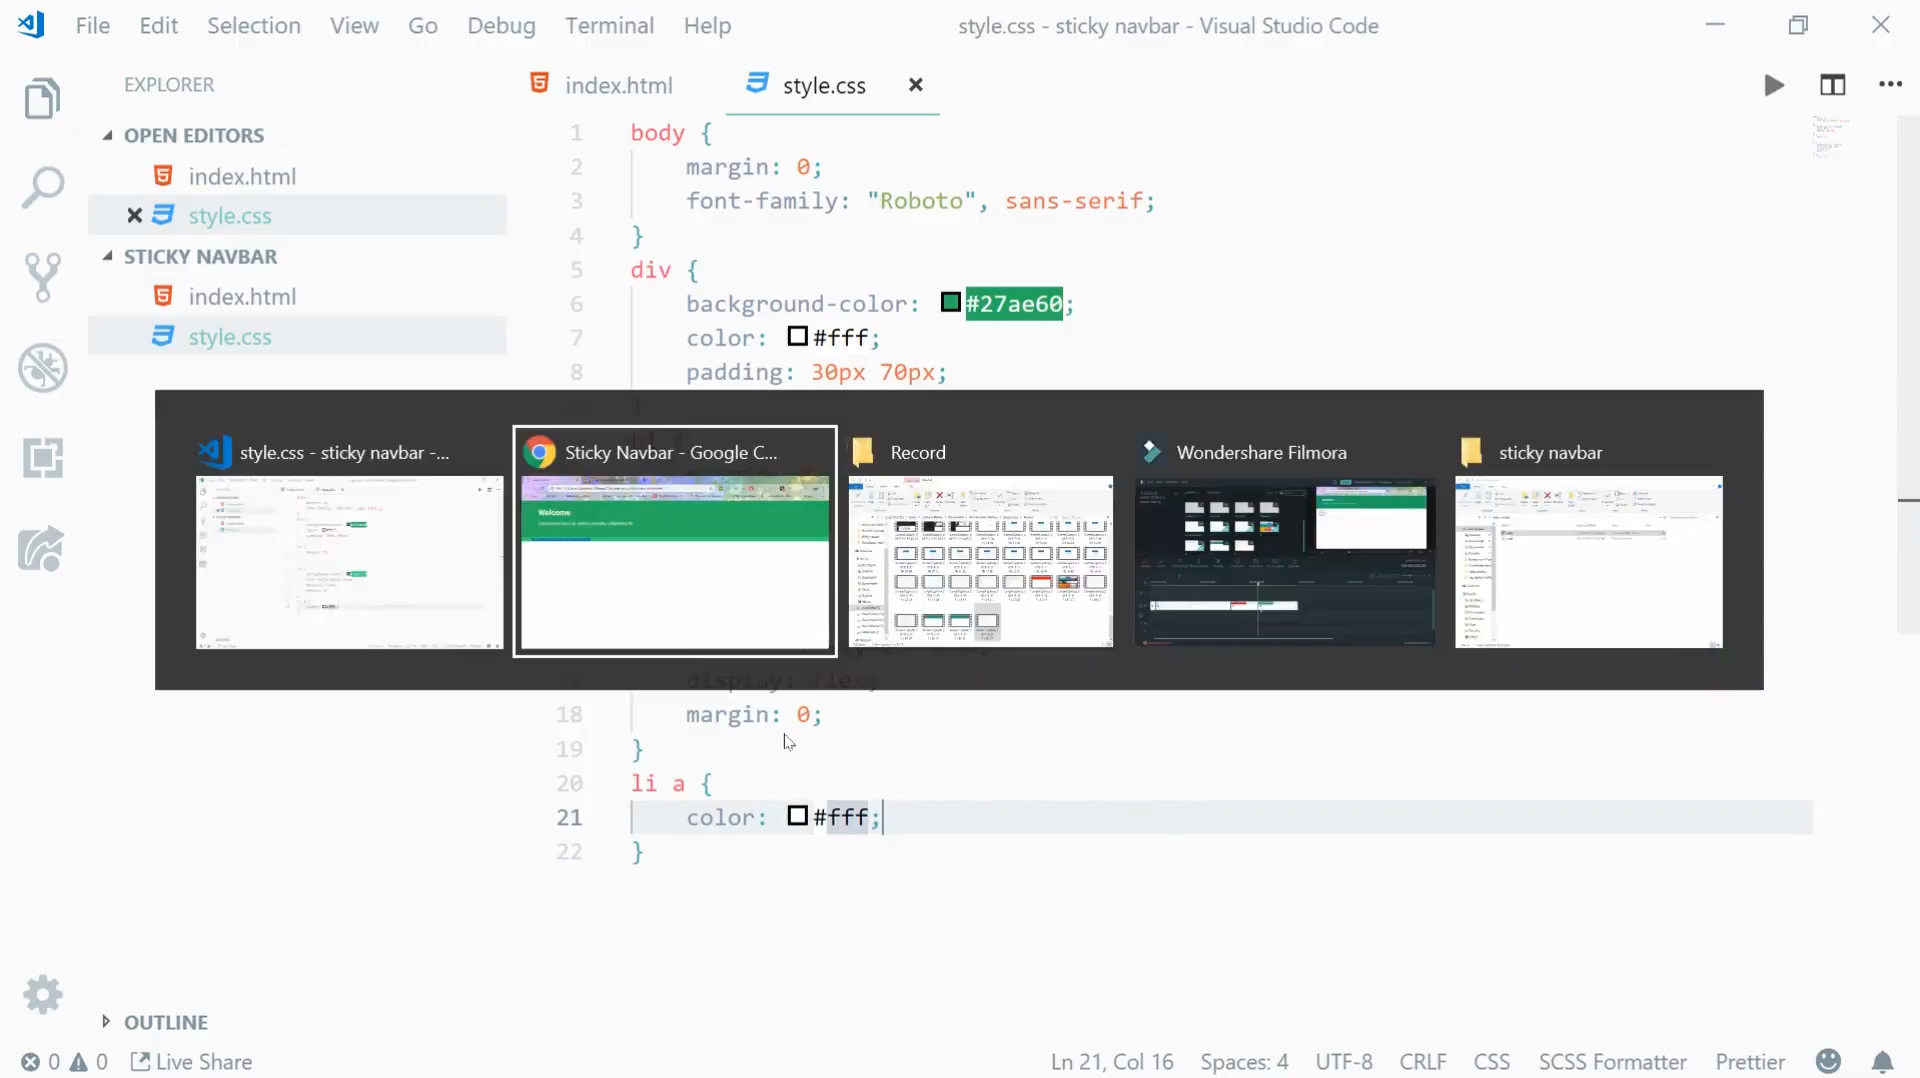 File Edit Selection View Go Debug Terminal Help
style.css - sticky navbar - Visual Studio Code
EXPLORER
OPEN EDITORS
index.html
style.css
STICKY NAVBAR
index.html
style.css
OUTLINE
index.html
style.css
1 body {
2 margin: 0;
3 font-family: "Roboto", sans-serif;
4 }
5 div {
6 background-color: #27ae60;
7 color: #fff;
8 padding: 30px 70px;
style.css - sticky navbar -...
Sticky Navbar - Google C...
Welcome
Record
Wondershare Filmora
sticky navbar
display: flex;
18 margin: 0;
19 }
20 li a {
21 color: #fff;
22 }
0 0 Live Share
Ln 21, Col 16 Spaces: 4 UTF-8 CRLF CSS SCSS Formatter Prettier